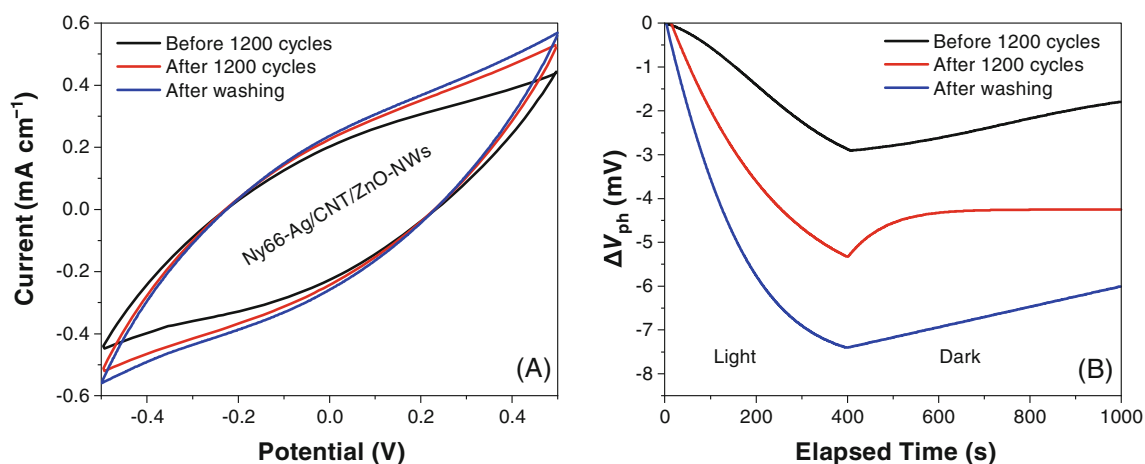 0.6
0.4
0.2
0.0
-0.2
-0.4
-0.6
Current (mA cm⁻¹)
Before 1200 cycles
After 1200 cycles
After washing
Ny66-Ag/CNT/ZnO-NWs
(A)
-0.4 -0.2 0.0 0.2 0.4
Potential (V)
0
-1
-2
-3
-4
-5
-6
-7
-8
ΔVph (mV)
Before 1200 cycles
After 1200 cycles
After washing
Light Dark
(B)
0 200 400 600 800 1000
Elapsed Time (s)